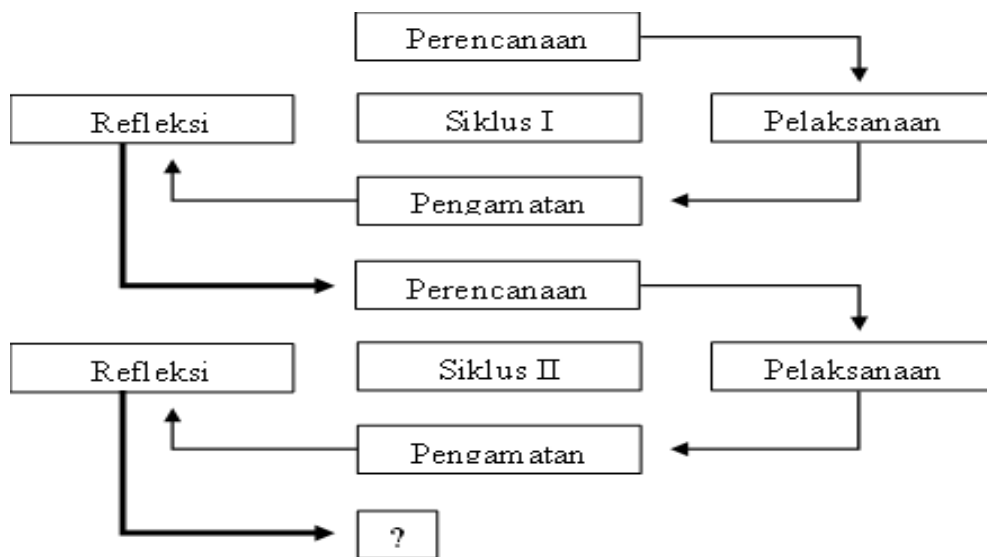 Perencanaan
Refleksi
Siklus I
Pelaksanaan
Pengamatan
Perencanaan
Refleksi
Siklus II
Pelaksanaan
Pengamatan
?